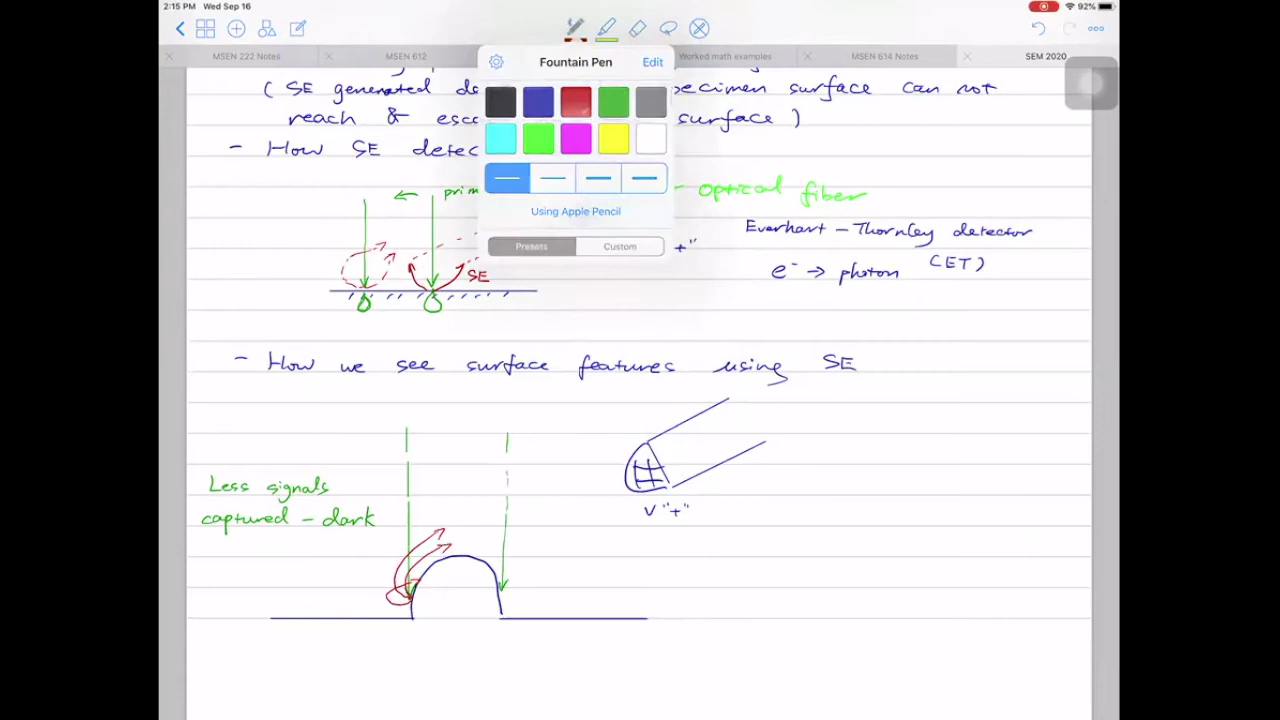 2:15 PM Wed Sep 16
92%
MSEN 222 Notes
MSEN 612
Worked math examples
MSEN 614 Notes
SEM 2020
Fountain Pen
Edit
Using Apple Pencil
Presets
Custom
( SE generated specimen surface can not
reach & surface )
- How SE
optical fiber
Everhart - Thornley detector
(ET)
e⁻ → photon
SE
- How we see surface features using SE
Less signals
captured - dark
V "+"